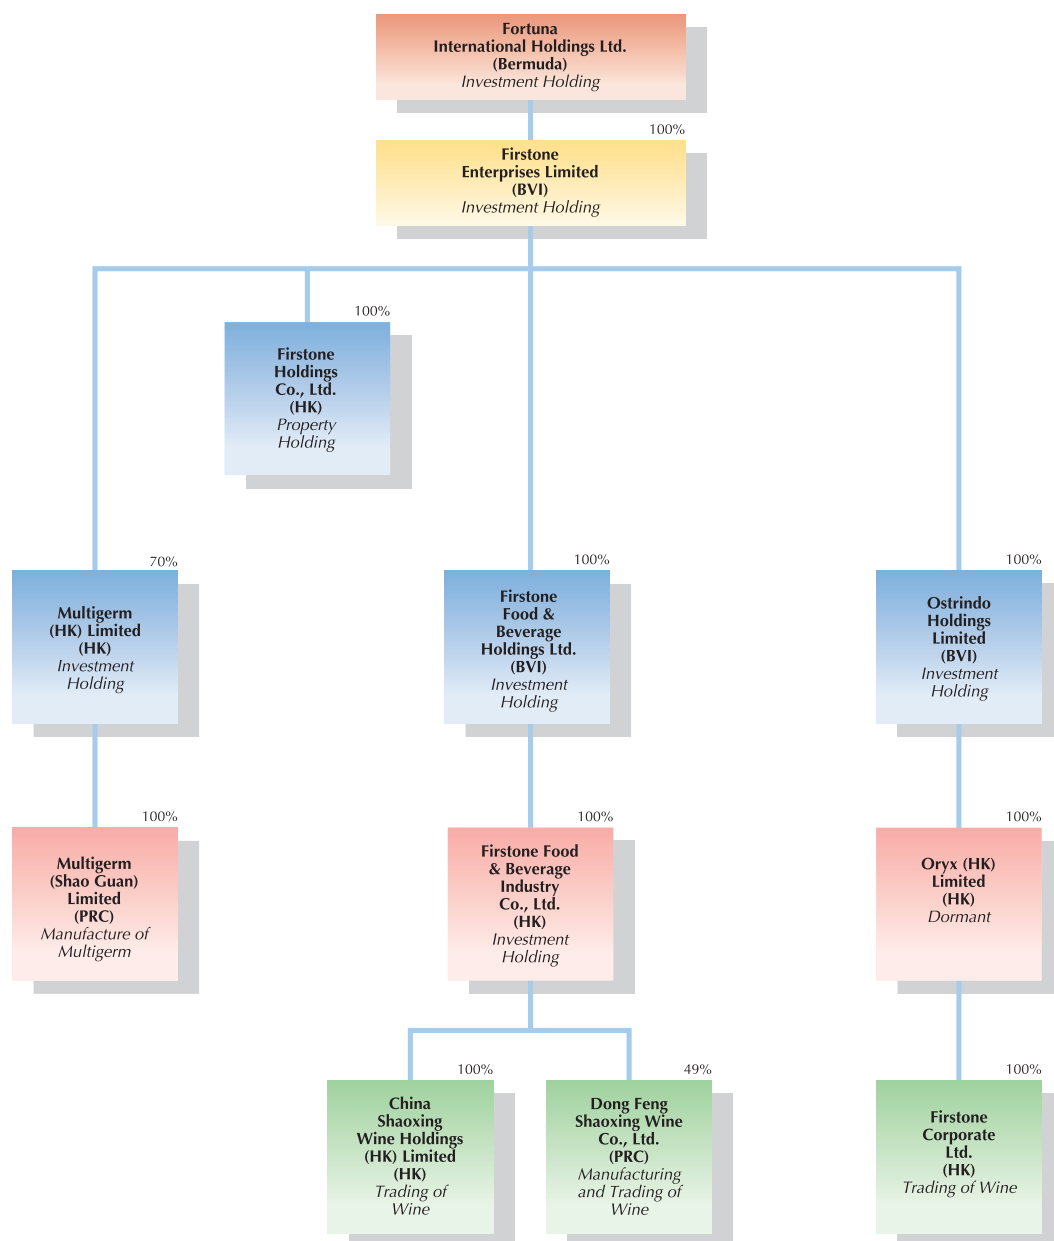 Fortuna
International Holdings Ltd.
(Bermuda)
Investment Holding
100%
Firstone
Enterprises Limited
(BVI)
Investment Holding
100%
Firstone
Holdings
Co., Ltd.
(HK)
Property
Holding
70%
Multigerm
(HK) Limited
(HK)
Investment
Holding
100%
Firstone
Food &
Beverage
Holdings Ltd.
(BVI)
Investment
Holding
100%
Ostrindo
Holdings
Limited
(BVI)
Investment
Holding
100%
Multigerm
(Shao Guan)
Limited
(PRC)
Manufacture of
Multigerm
100%
Firstone Food
& Beverage
Industry
Co., Ltd.
(HK)
Investment
Holding
100%
Oryx (HK)
Limited
(HK)
Dormant
100%
China
Shaoxing
Wine Holdings
(HK) Limited
(HK)
Trading of
Wine
49%
Dong Feng
Shaoxing Wine
Co., Ltd.
(PRC)
Manufacturing
and Trading of
Wine
100%
Firstone
Corporate
Ltd.
(HK)
Trading of Wine